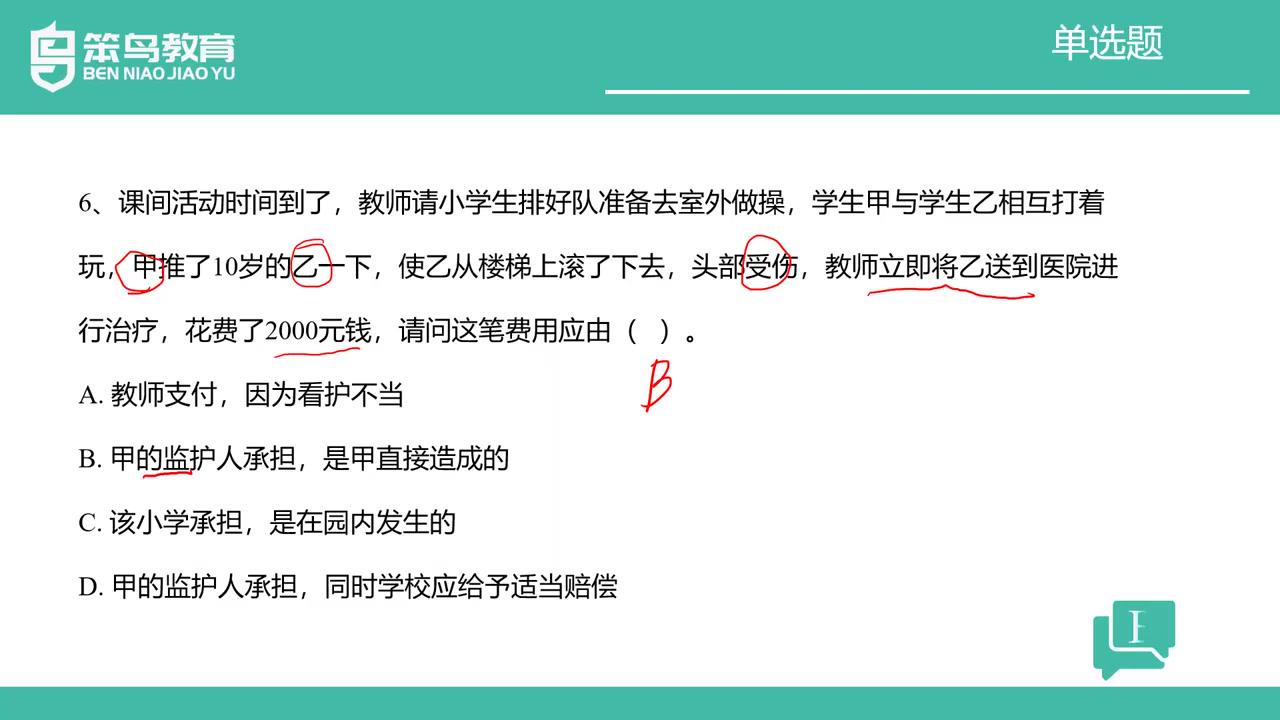 笨鸟教育
BEN NIAO JIAO YU
单选题
6、课间活动时间到了，教师请小学生排好队准备去室外做操，学生甲与学生乙相互打着
玩，甲推了10岁的乙一下，使乙从楼梯上滚了下去，头部受伤，教师立即将乙送到医院进
行治疗，花费了2000元钱，请问这笔费用应由（ ）。
B
A. 教师支付，因为看护不当
B. 甲的监护人承担，是甲直接造成的
C. 该小学承担，是在园内发生的
D. 甲的监护人承担，同时学校应给予适当赔偿